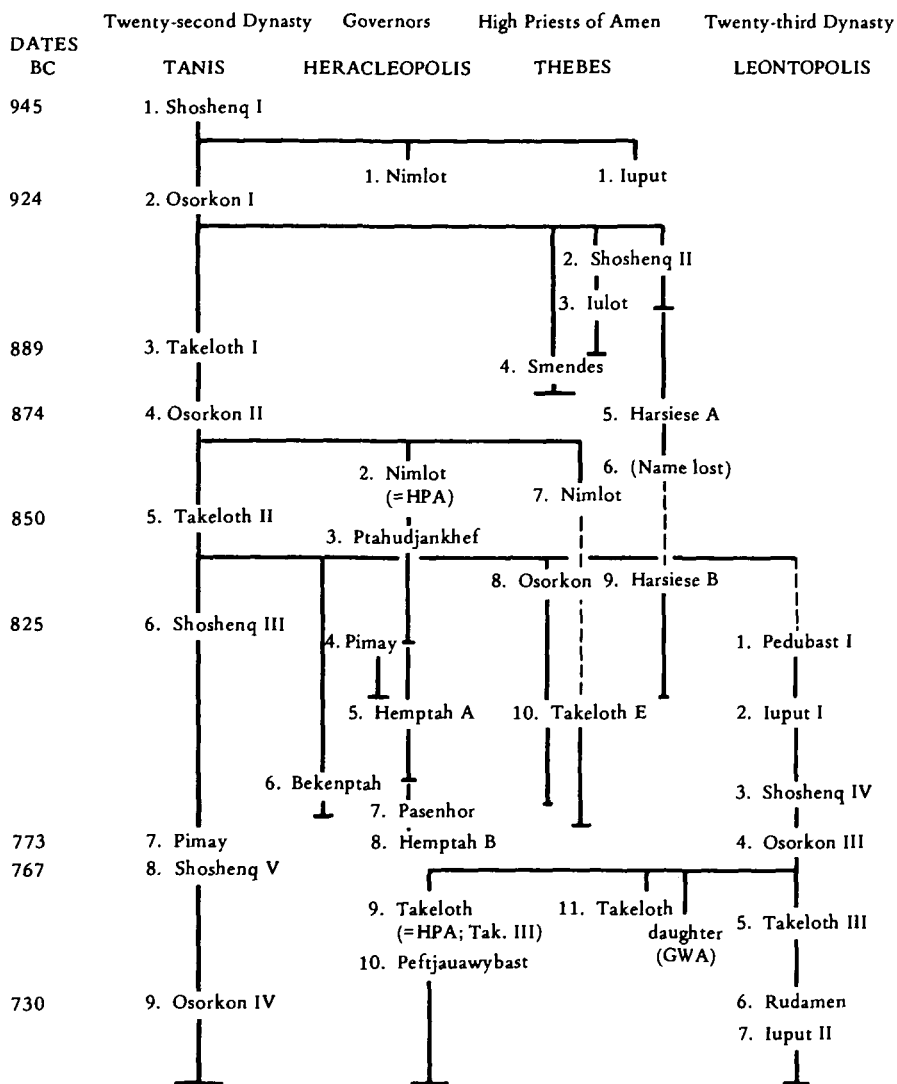 Twenty-second Dynasty Governors High Priests of Amen Twenty-third Dynasty
DATES
BC TANIS HERACLEOPOLIS THEBES LEONTOPOLIS
945 1. Shoshenq I
1. Nimlot 1. Iuput
924 2. Osorkon I
2. Shoshenq II
3. Iulot
889 3. Takeloth I
4. Smendes
874 4. Osorkon II 5. Harsiese A
2. Nimlot 6. (Name lost)
(=HPA) 7. Nimlot
850 5. Takeloth II
3. Ptahudjankhef
8. Osorkon 9. Harsiese B
825 6. Shoshenq III
4. Pimay 1. Pedubast I
5. Hemptah A 10. Takeloth E 2. Iuput I
6. Bekenptah 3. Shoshenq IV
7. Pasenhor
773 7. Pimay 8. Hemptah B 4. Osorkon III
767 8. Shoshenq V
9. Takeloth 11. Takeloth 5. Takeloth III
(=HPA; Tak. III) daughter
(GWA)
10. Peftjauawybast
730 9. Osorkon IV 6. Rudamen
7. Iuput II